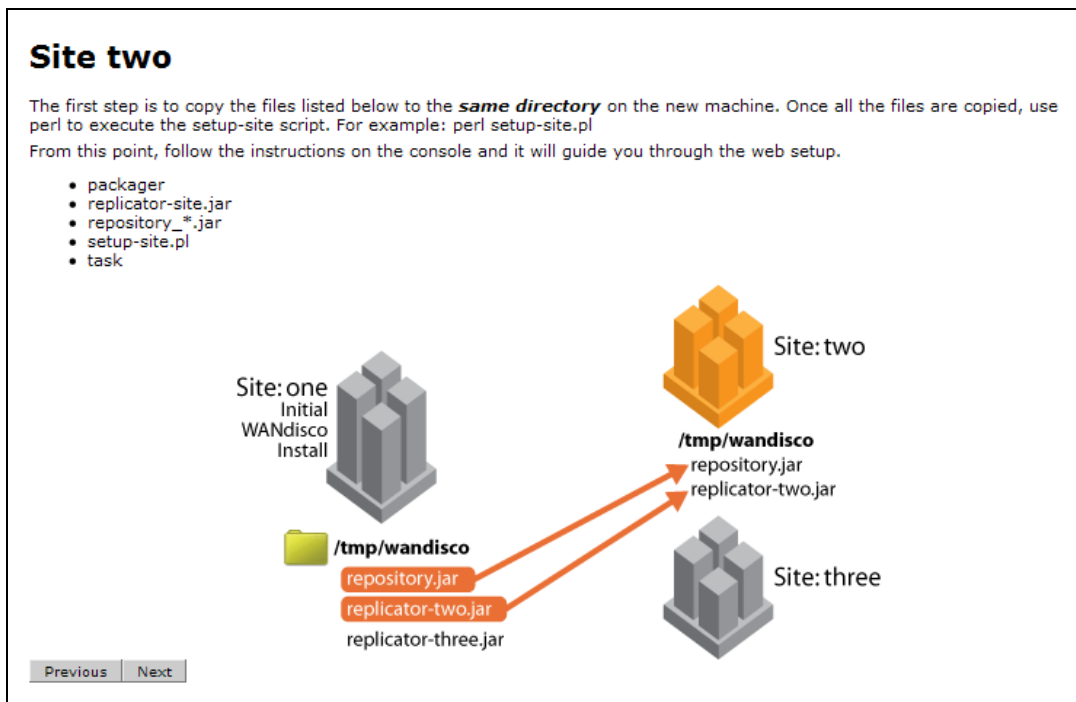 Site two
The first step is to copy the files listed below to the same directory on the new machine. Once all the files are copied, use
perl to execute the setup-site script. For example: perl setup-site.pl
From this point, follow the instructions on the console and it will guide you through the web setup.
• packager
• replicator-site.jar
• repository_*.jar
• setup-site.pl
• task
Site: one
Initial
WANdisco
Install
/tmp/wandisco
repository.jar
replicator-two.jar
replicator-three.jar
Site: two
/tmp/wandisco
repository.jar
replicator-two.jar
Site: three
Previous
Next